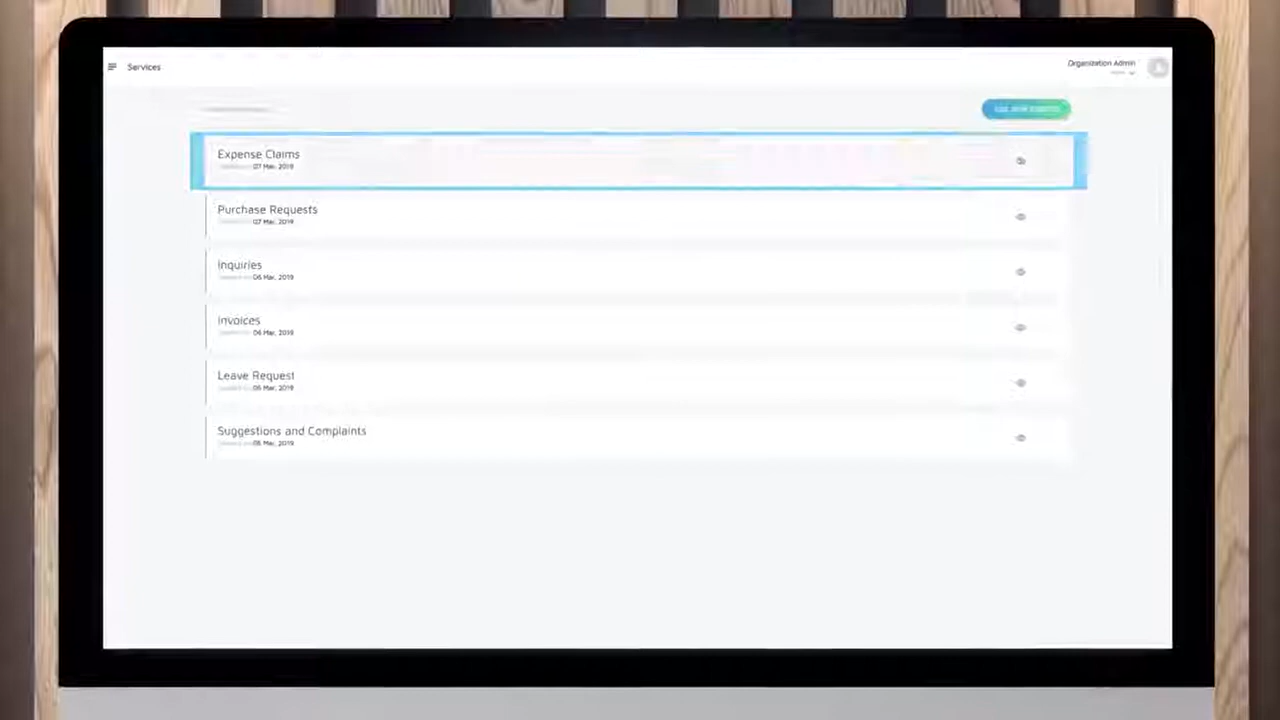 Services
Organization Admin
Expense Claims
07 Mar, 2019
Purchase Requests
07 Mar, 2019
Inquiries
06 Mar, 2019
Invoices
06 Mar, 2019
Leave Request
06 Mar, 2019
Suggestions and Complaints
06 Mar, 2019